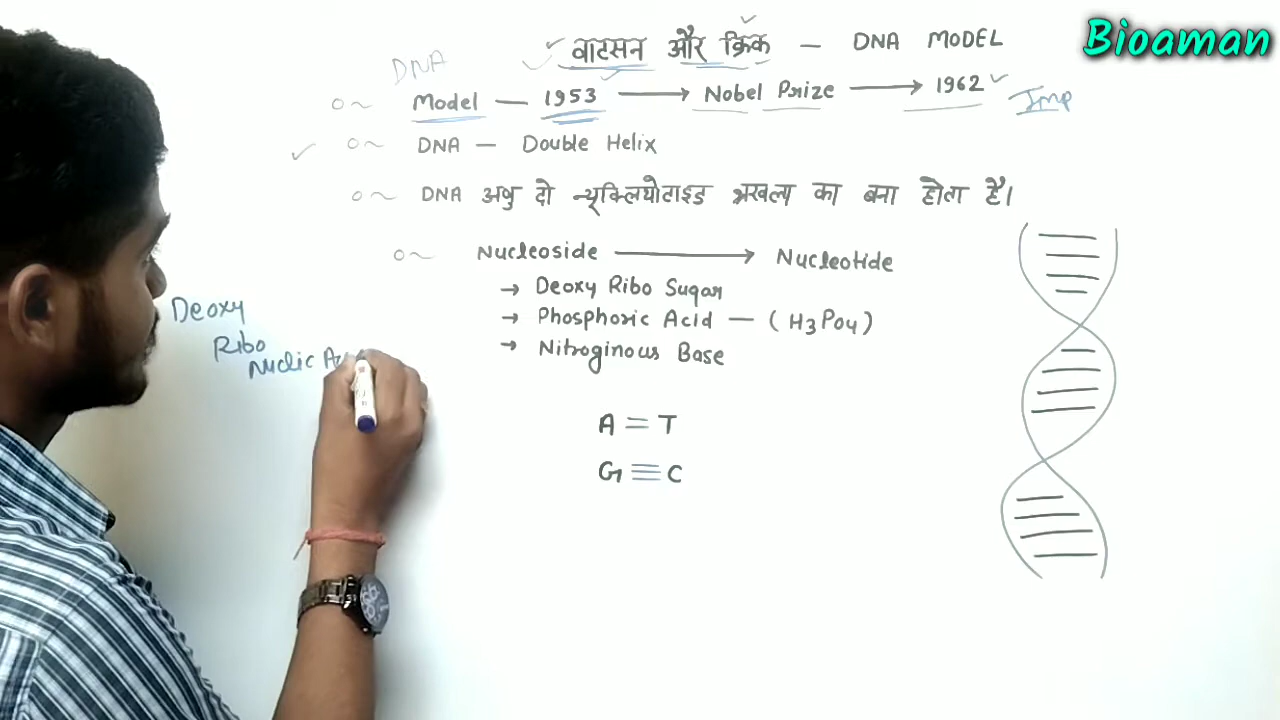 Bioaman
वाटसन और क्रिक — DNA MODEL
DNA
Model — 1953 → Nobel Prize → 1962 Imp
DNA — Double Helix
DNA अणु दो न्यूक्लियोटाइड श्रखला का बना होता है।
Nucleoside → Nucleotide
→ Deoxy Ribo Sugar
→ Phosphoric Acid — (H3PO4)
→ Nitroginous Base
Deoxy
Ribo
Nuclic
A = T
G ≡ C